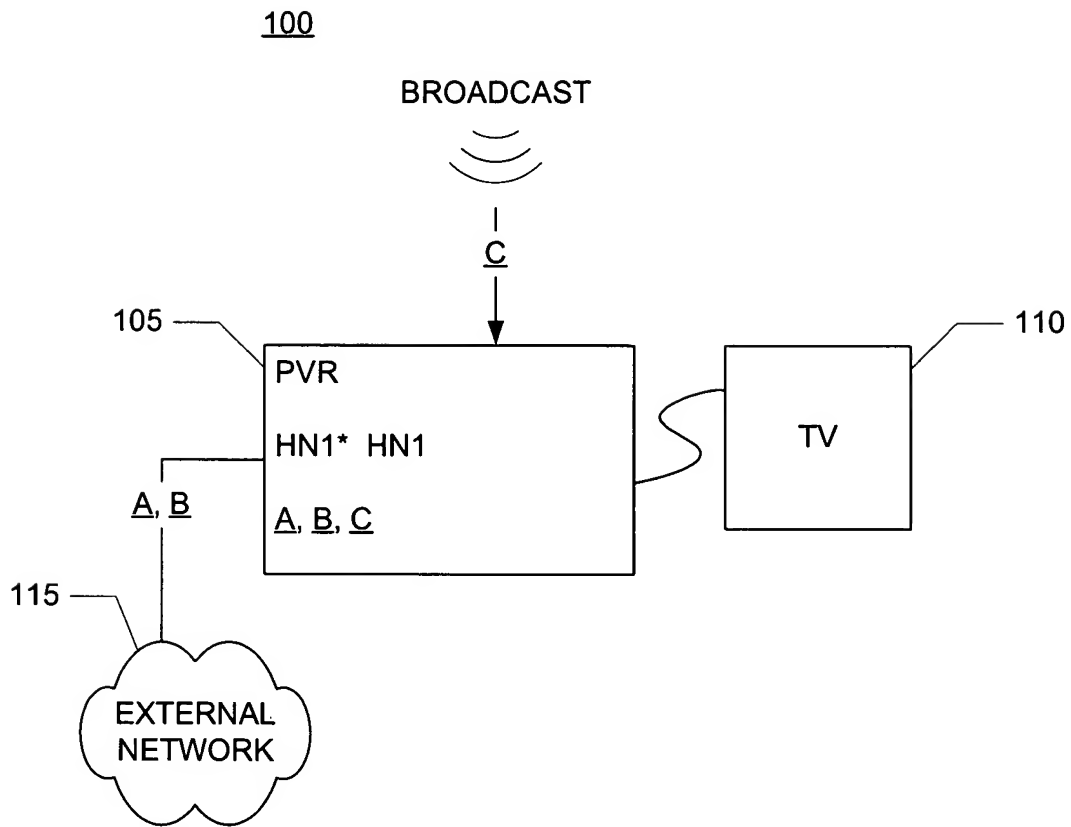 100
BROADCAST
C
105
110
PVR
TV
HN1* HN1
A, B
A, B, C
115
EXTERNAL
NETWORK